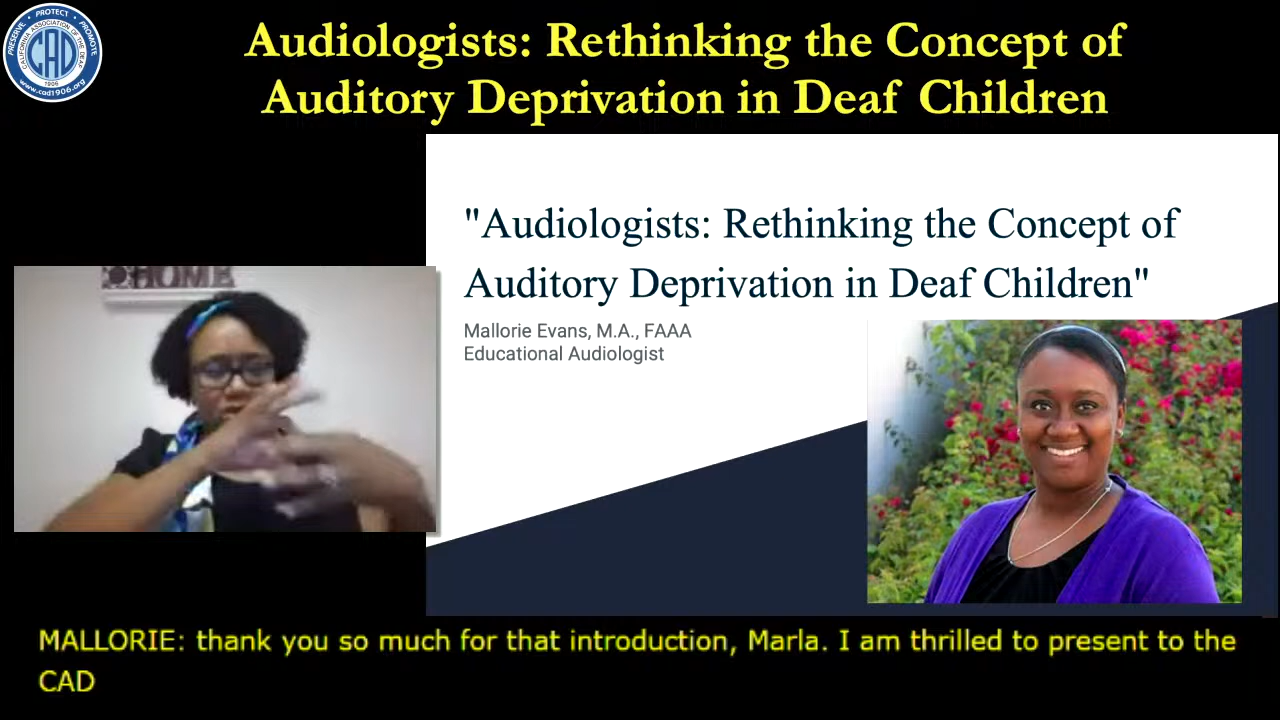 PRESERVE • PROTECT • PROMOTE
CALIFORNIA ASSOCIATION OF THE DEAF
CAD
1906
www.cad1906.org
Audiologists: Rethinking the Concept of
Auditory Deprivation in Deaf Children
"Audiologists: Rethinking the Concept of
Auditory Deprivation in Deaf Children"
Mallorie Evans, M.A., FAAA
Educational Audiologist
HOME
MALLORIE: thank you so much for that introduction, Marla. I am thrilled to present to the
CAD